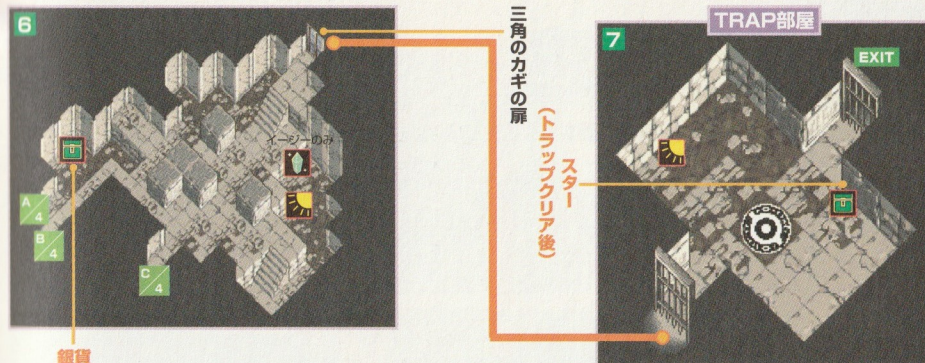 6
三角のカギの扉
イージーのみ
A/4
B/4
C/4
銀貨
スター
(トラップクリア後)
TRAP部屋
7
EXIT